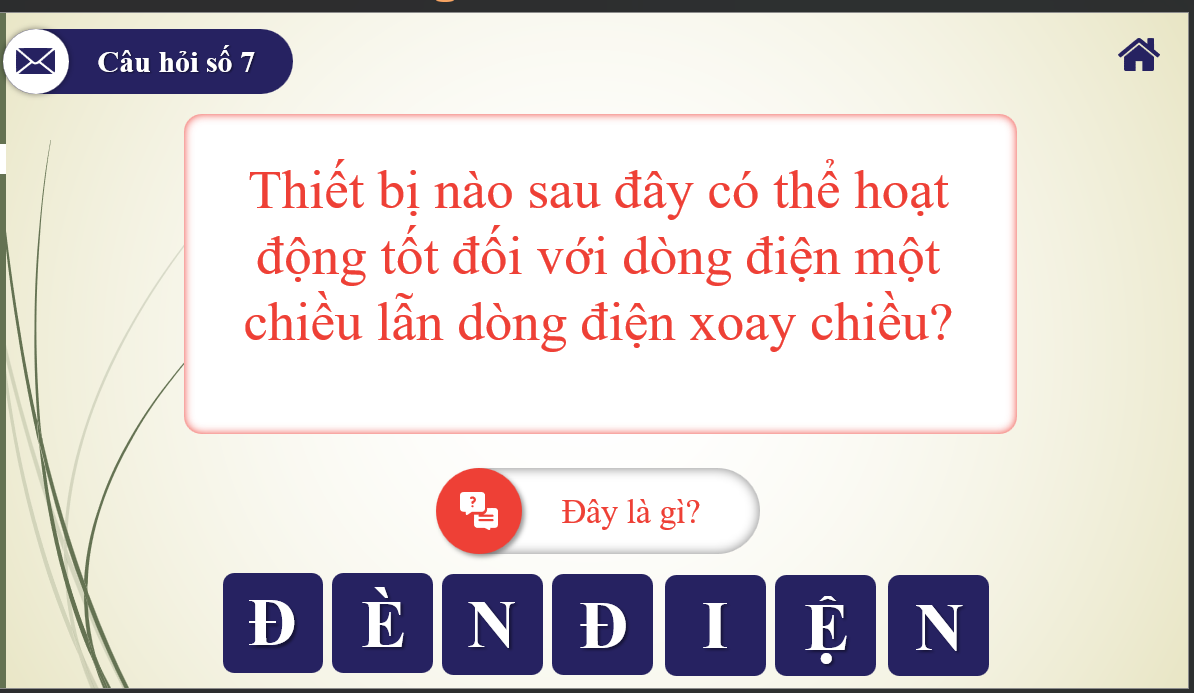 Câu hỏi số 7
Thiết bị nào sau đây có thể hoạt
động tốt đối với dòng điện một
chiều lẫn dòng điện xoay chiều?
?
Đây là gì?
Đ È N Đ I Ệ N